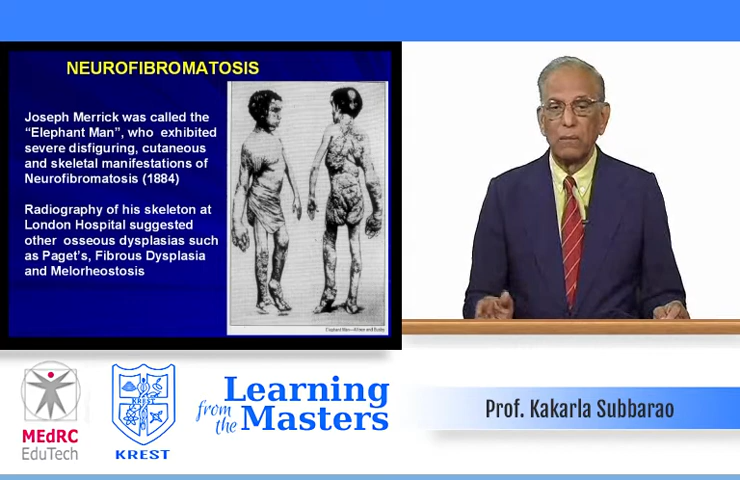 NEUROFIBROMATOSIS
Joseph Merrick was called the
“Elephant Man”, who exhibited
severe disfiguring, cutaneous
and skeletal manifestations of
Neurofibromatosis (1884)
Radiography of his skeleton at
London Hospital suggested
other osseous dysplasias such
as Paget's, Fibrous Dysplasia
and Melorheostosis
MEdRC
EduTech
KREST
KREST
Learning
from the
Masters
Prof. Kakarla Subbarao